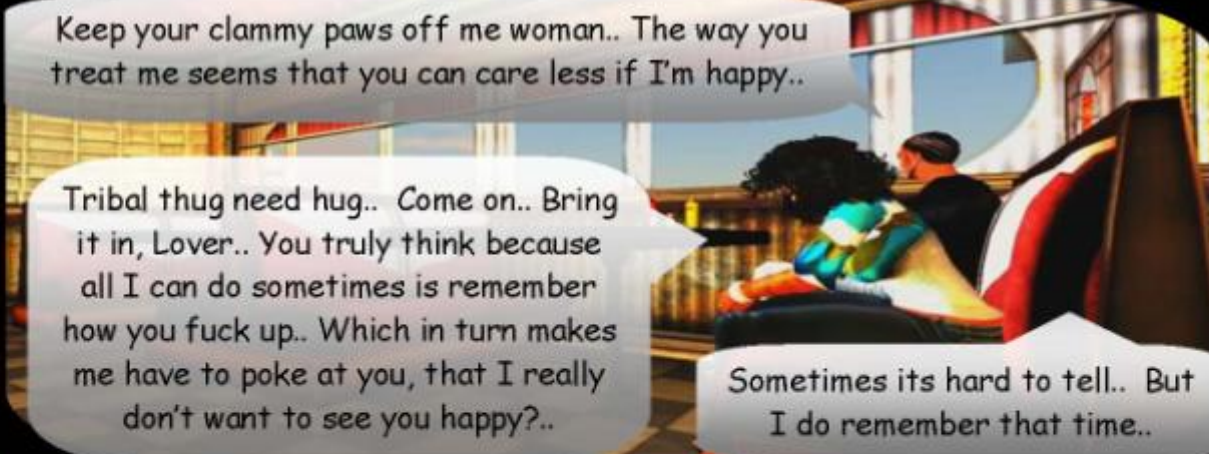 Keep your clammy paws off me woman.. The way you
treat me seems that you can care less if I'm happy..
Tribal thug need hug.. Come on.. Bring
it in, Lover.. You truly think because
all I can do sometimes is remember
how you fuck up.. Which in turn makes
me have to poke at you, that I really
don't want to see you happy?..
Sometimes its hard to tell.. But
I do remember that time..